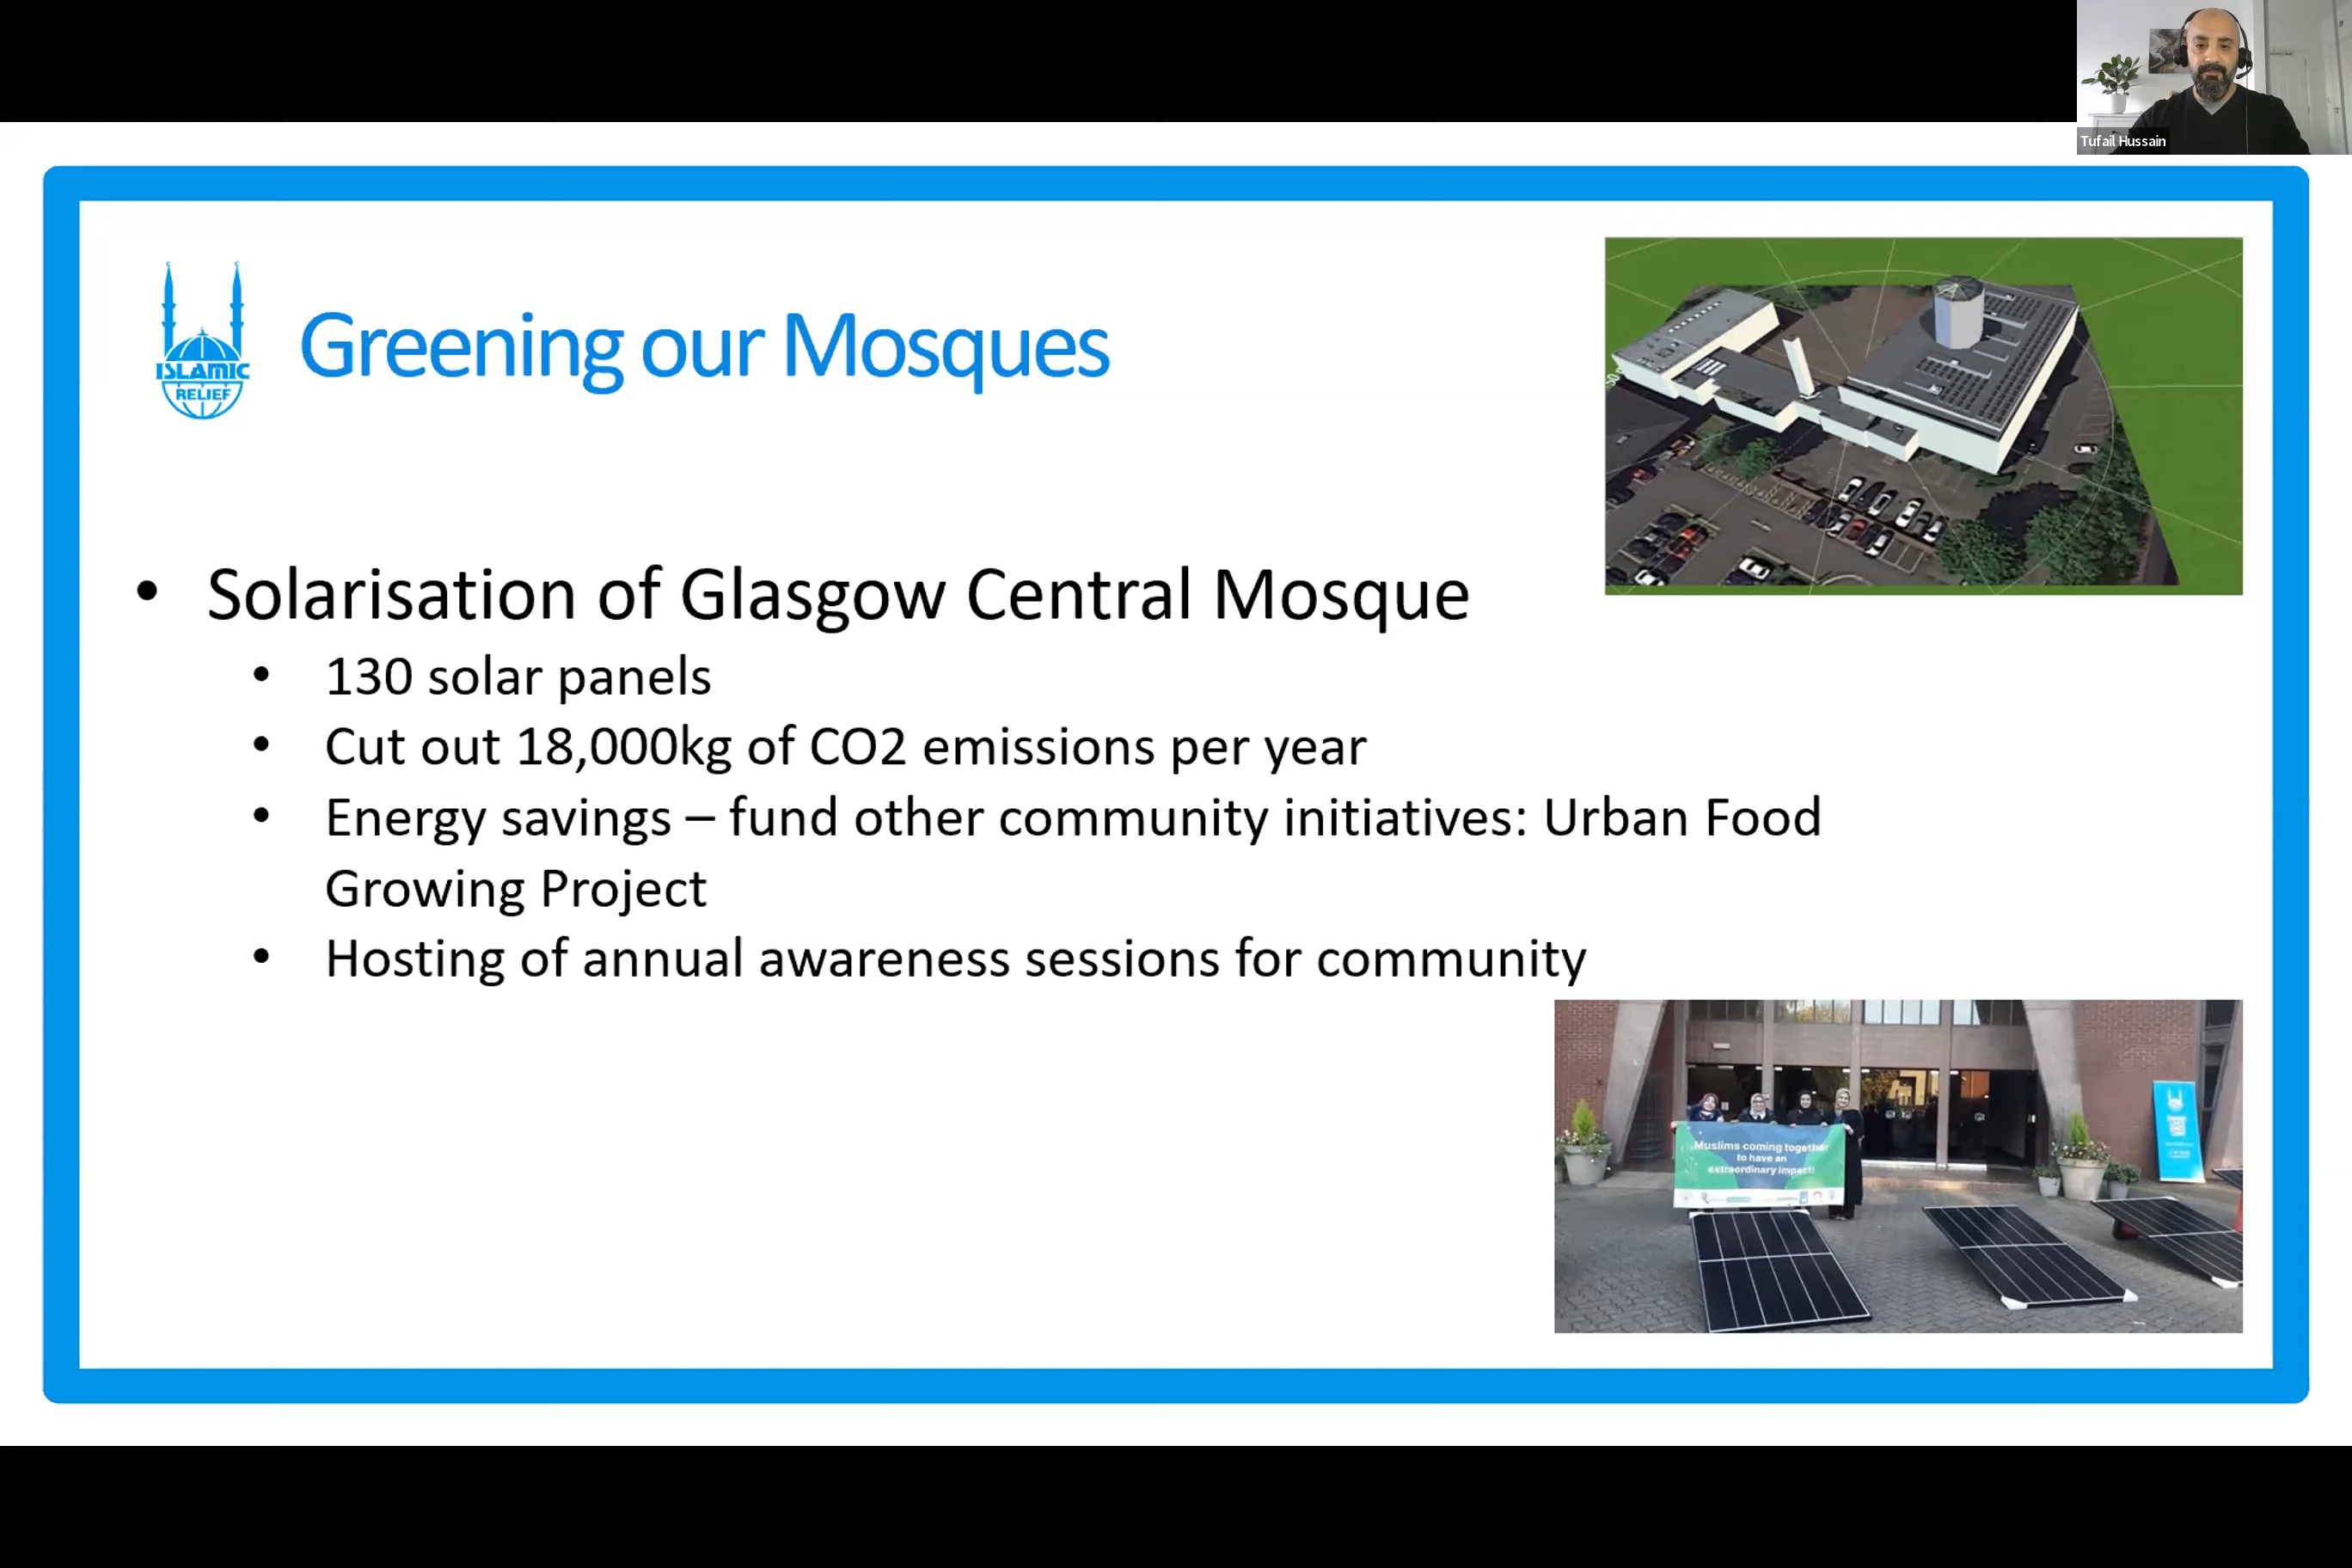 Tufail Hussain
ISLAMIC
RELIEF
Greening our Mosques
• Solarisation of Glasgow Central Mosque
• 130 solar panels
• Cut out 18,000kg of CO2 emissions per year
• Energy savings – fund other community initiatives: Urban Food
Growing Project
• Hosting of annual awareness sessions for community
Muslims coming together
to have an
extraordinary impact!